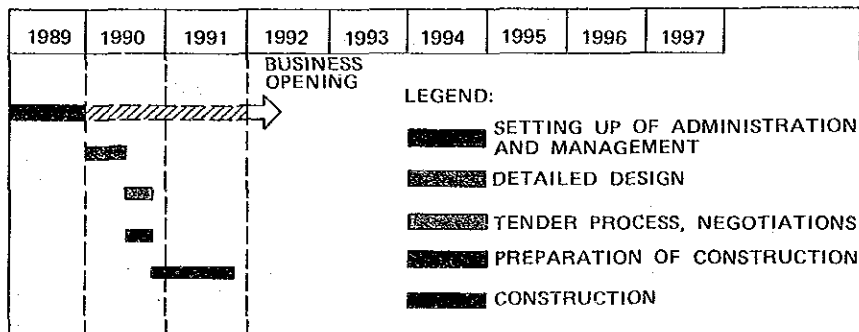 1989 1990 1991 1992 1993 1994 1995 1996 1997
BUSINESS
OPENING
LEGEND:
SETTING UP OF ADMINISTRATION
AND MANAGEMENT
DETAILED DESIGN
TENDER PROCESS, NEGOTIATIONS
PREPARATION OF CONSTRUCTION
CONSTRUCTION